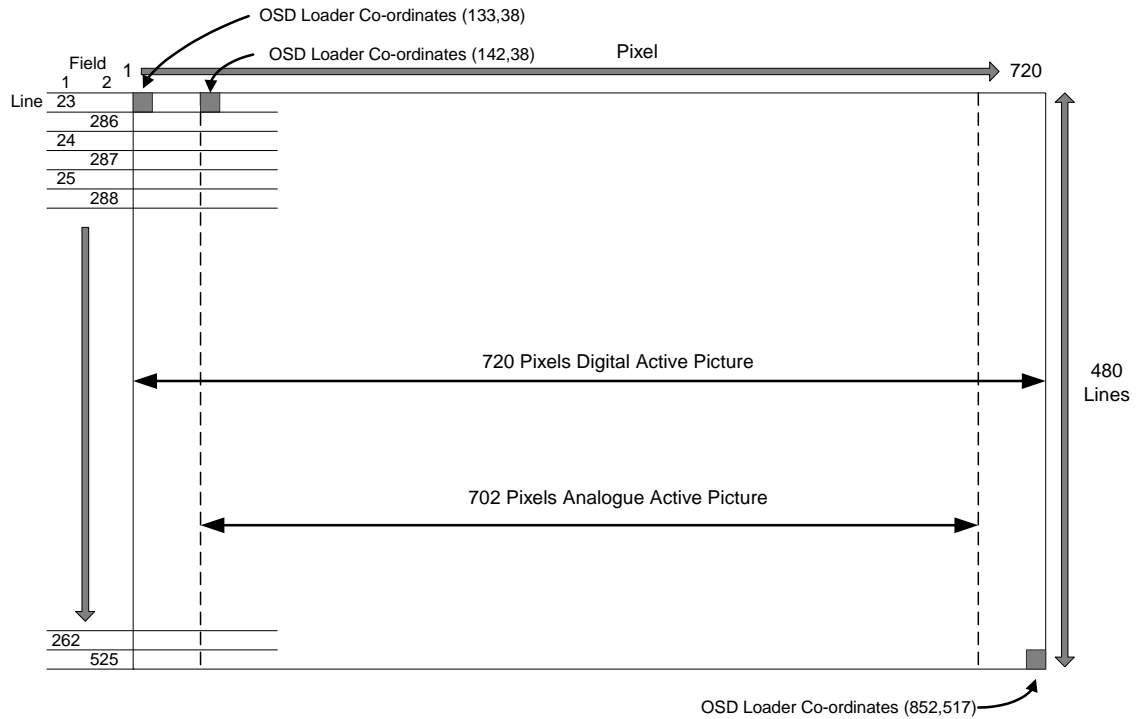 OSD Loader Co-ordinates (133,38)
OSD Loader Co-ordinates (142,38)
Pixel
Field
1 2
1
720
Line 23
286
24
287
25
288
720 Pixels Digital Active Picture
480
Lines
702 Pixels Analogue Active Picture
262
525
OSD Loader Co-ordinates (852,517)